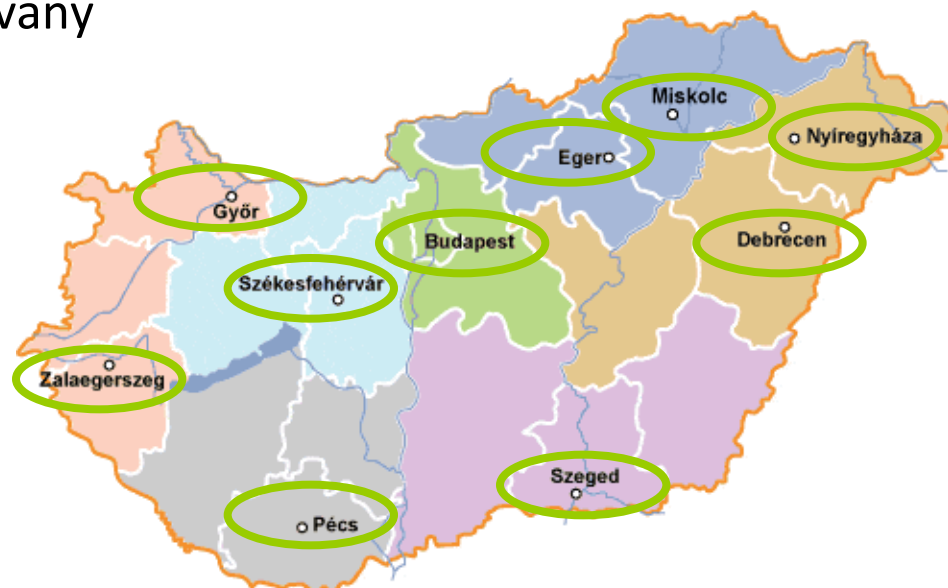 vany
Miskolc
Nyíregyháza
Eger
Győr
Budapest
Debrecen
Székesfehérvár
Zalaegerszeg
Szeged
Pécs